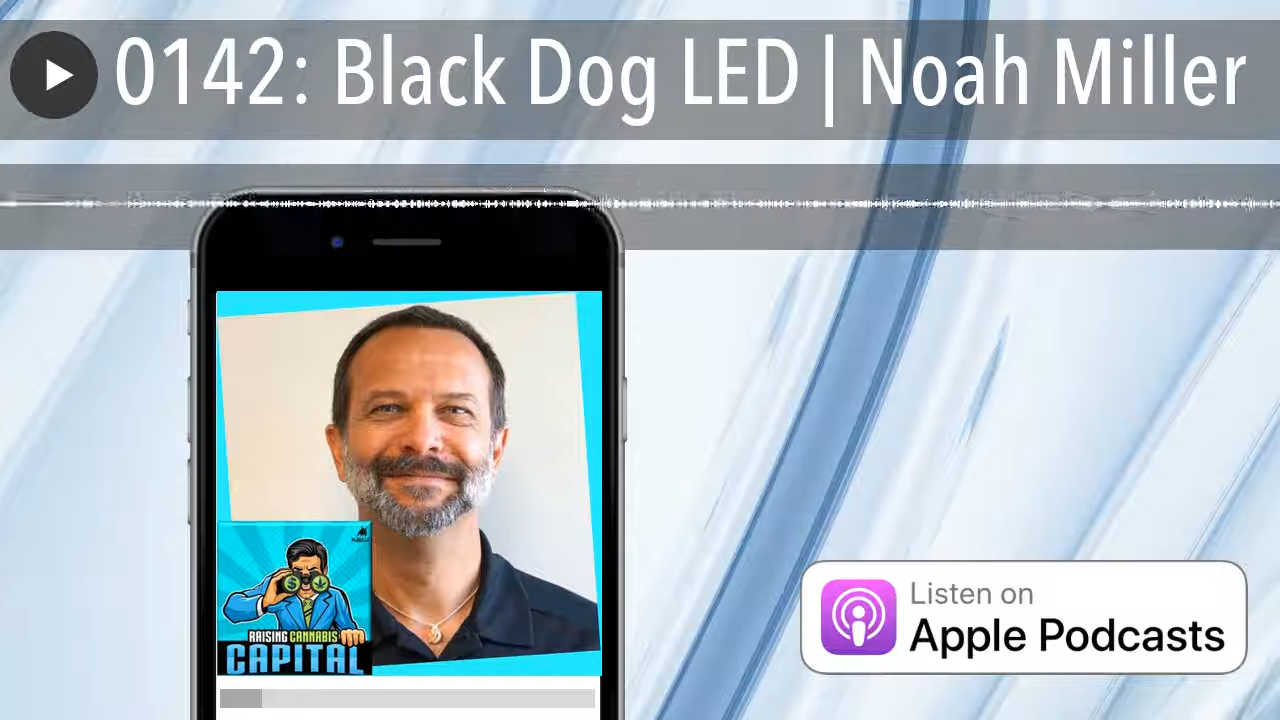 0142: Black Dog LED | Noah Miller
RAISING CANNABIS
CAPITAL
Listen on
Apple Podcasts